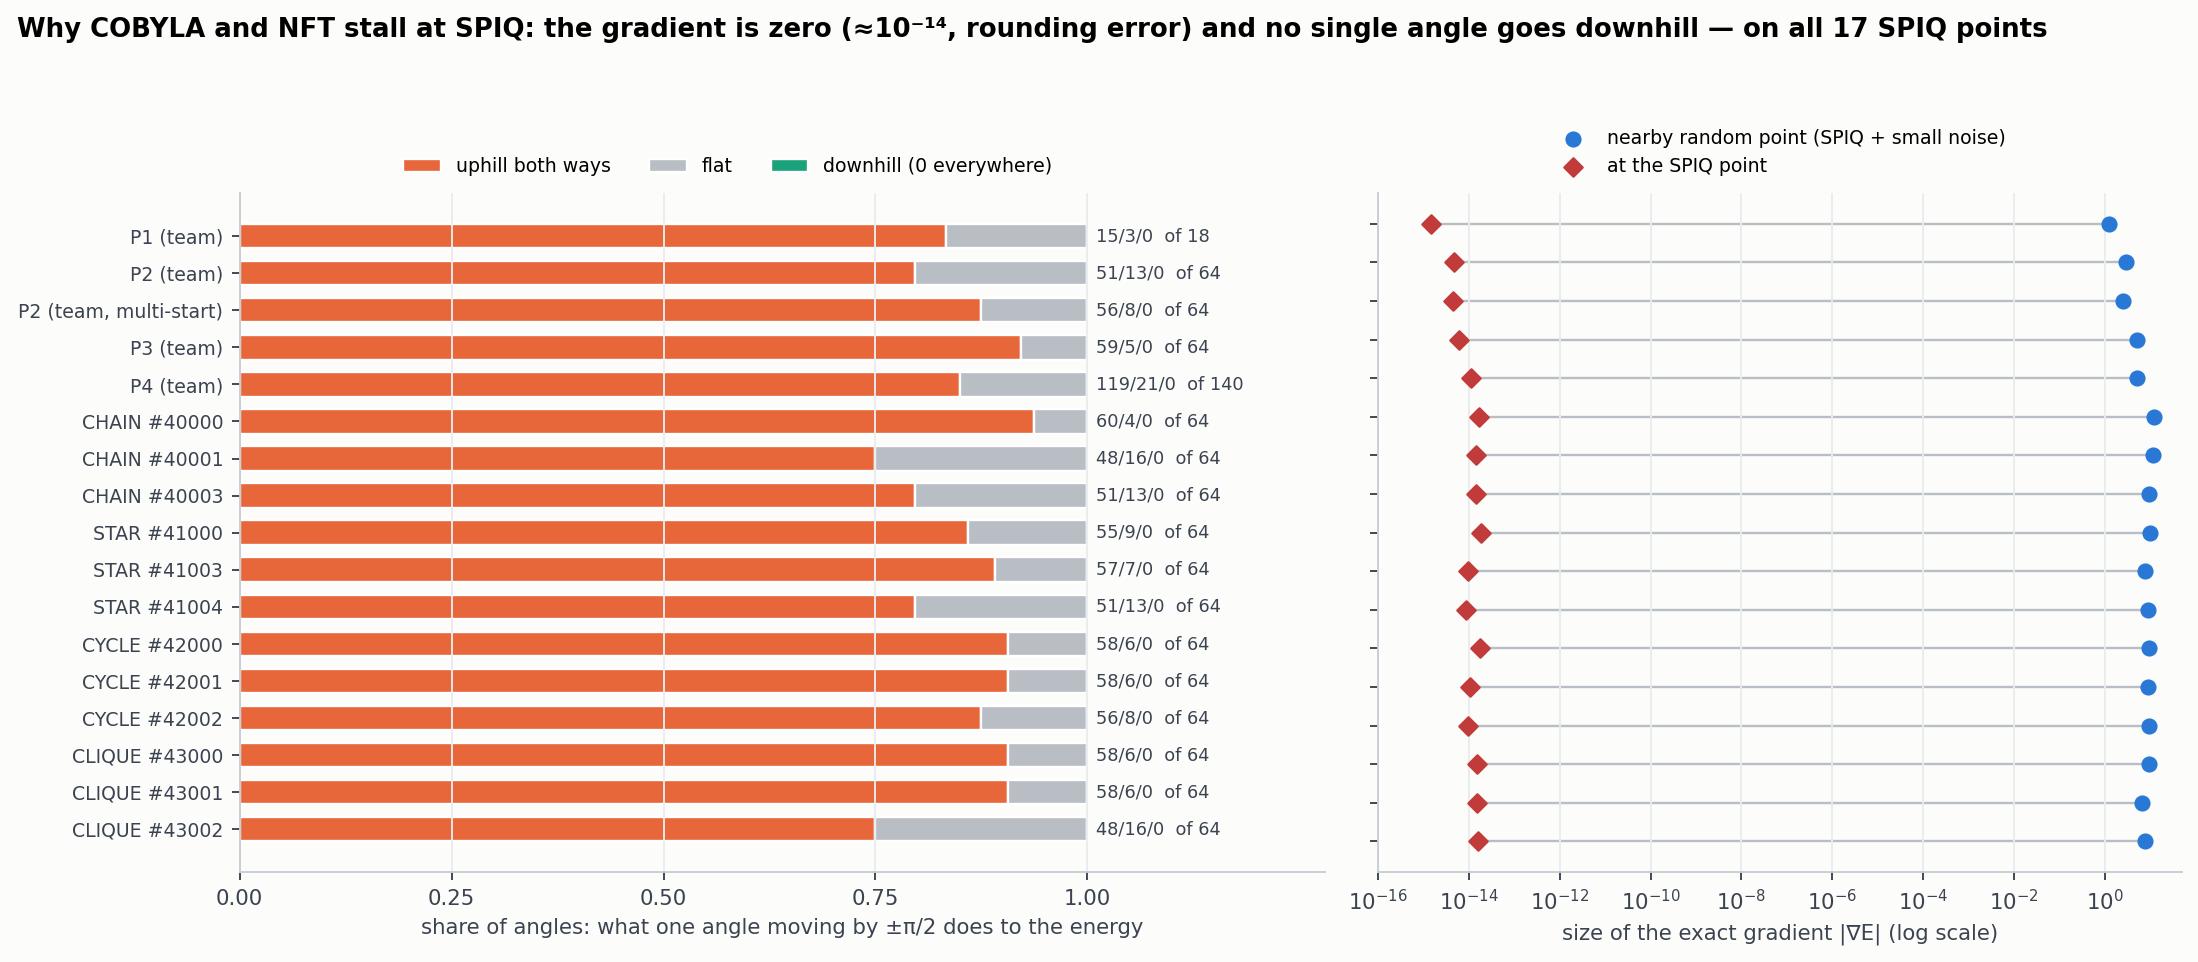 Why COBYLA and NFT stall at SPIQ: the gradient is zero (≈10⁻¹⁴, rounding error) and no single angle goes downhill — on all 17 SPIQ points
uphill both ways
flat
downhill (0 everywhere)
nearby random point (SPIQ + small noise)
at the SPIQ point
P1 (team) 15/3/0 of 18
P2 (team) 51/13/0 of 64
P2 (team, multi-start) 56/8/0 of 64
P3 (team) 59/5/0 of 64
P4 (team) 119/21/0 of 140
CHAIN #40000 60/4/0 of 64
CHAIN #40001 48/16/0 of 64
CHAIN #40003 51/13/0 of 64
STAR #41000 55/9/0 of 64
STAR #41003 57/7/0 of 64
STAR #41004 51/13/0 of 64
CYCLE #42000 58/6/0 of 64
CYCLE #42001 58/6/0 of 64
CYCLE #42002 56/8/0 of 64
CLIQUE #43000 58/6/0 of 64
CLIQUE #43001 58/6/0 of 64
CLIQUE #43002 48/16/0 of 64
0.00 0.25 0.50 0.75 1.00
share of angles: what one angle moving by ±π/2 does to the energy
10⁻¹⁶ 10⁻¹⁴ 10⁻¹² 10⁻¹⁰ 10⁻⁸ 10⁻⁶ 10⁻⁴ 10⁻² 10⁰
size of the exact gradient |∇E| (log scale)